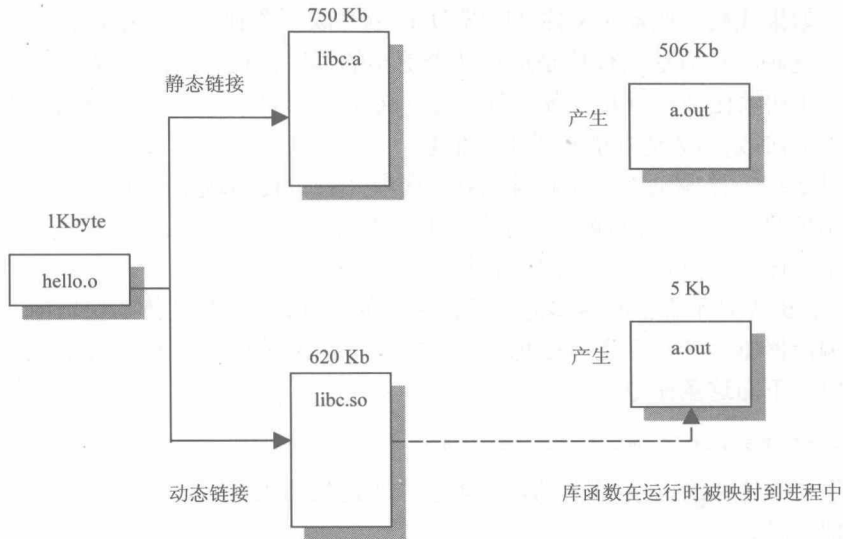 750 Kb
libc.a
静态链接
506 Kb
产生
a.out
1Kbyte
hello.o
5 Kb
620 Kb
产生
a.out
libc.so
动态链接
库函数在运行时被映射到进程中